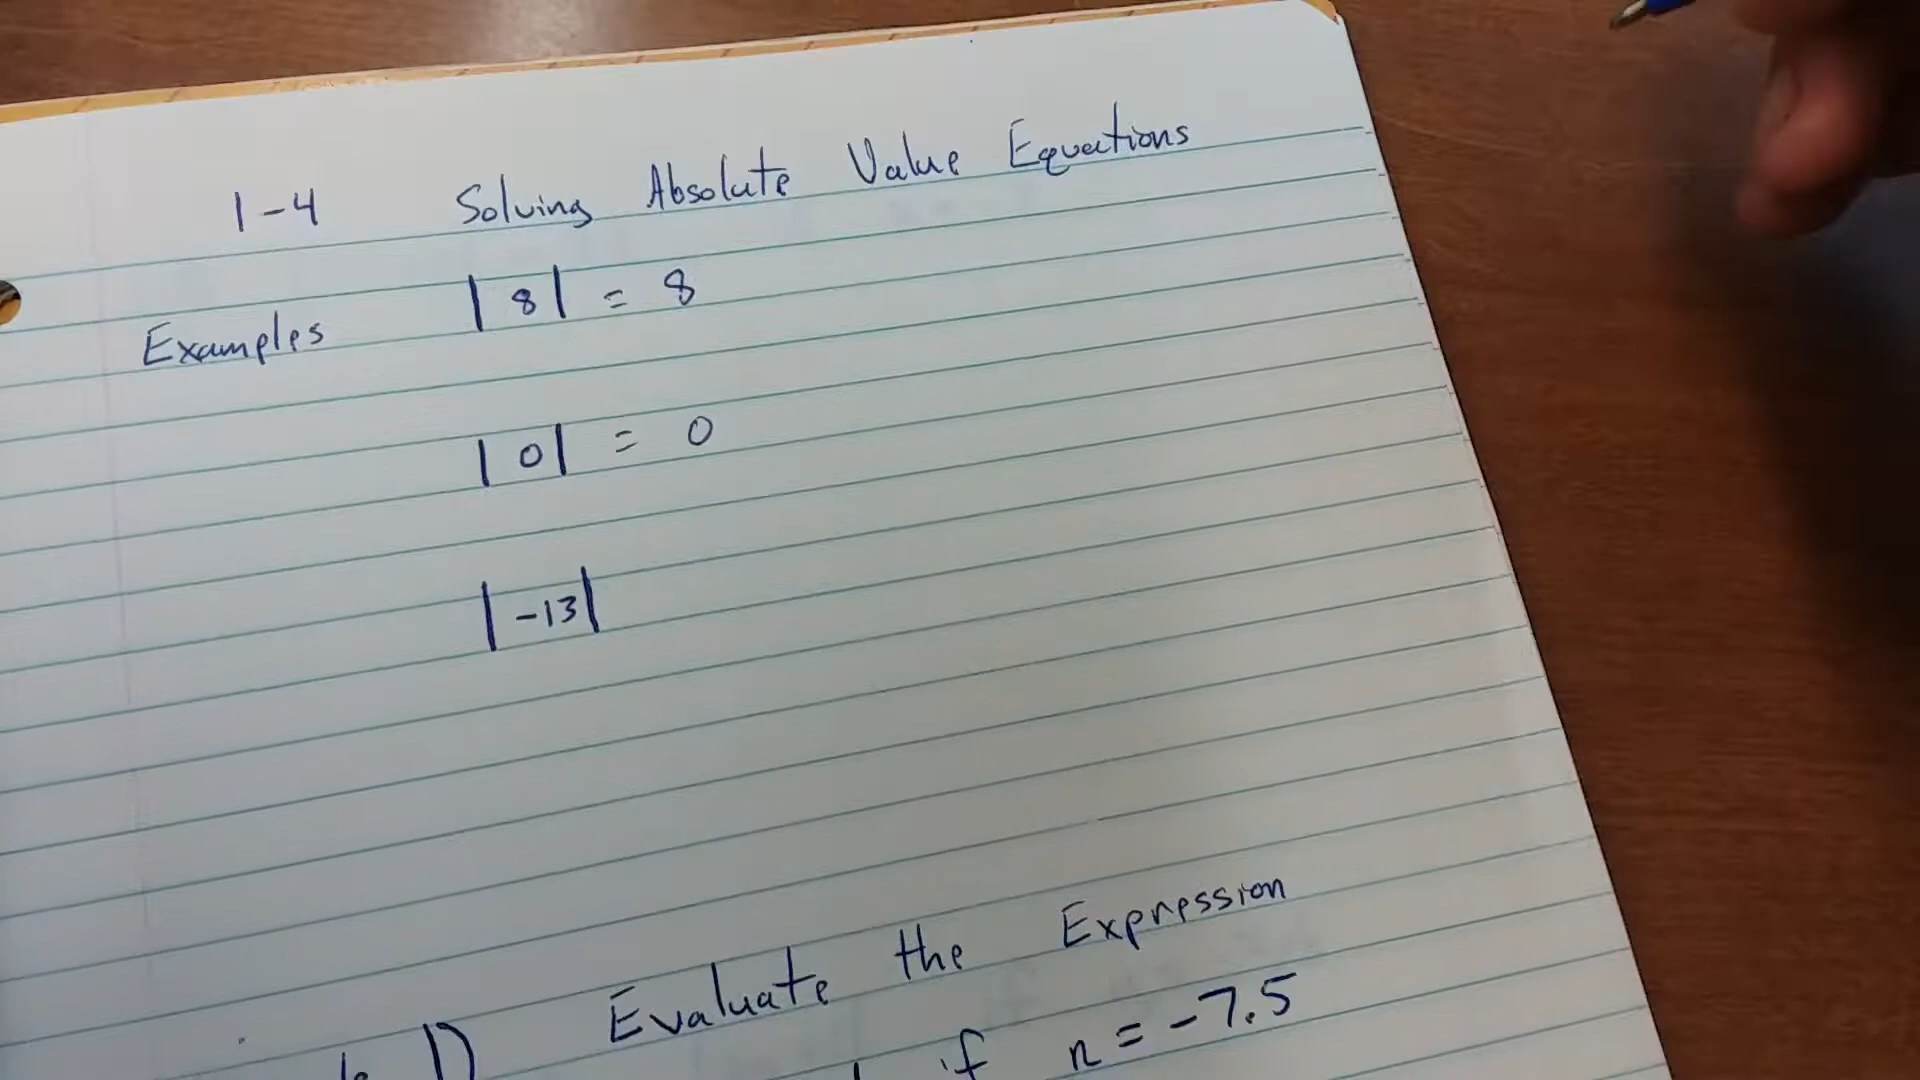 1-4 Solving Absolute Value Equations
Examples |8| = 8
|0| = 0
|-13|
Evaluate the Expression
1) if n = -7.5